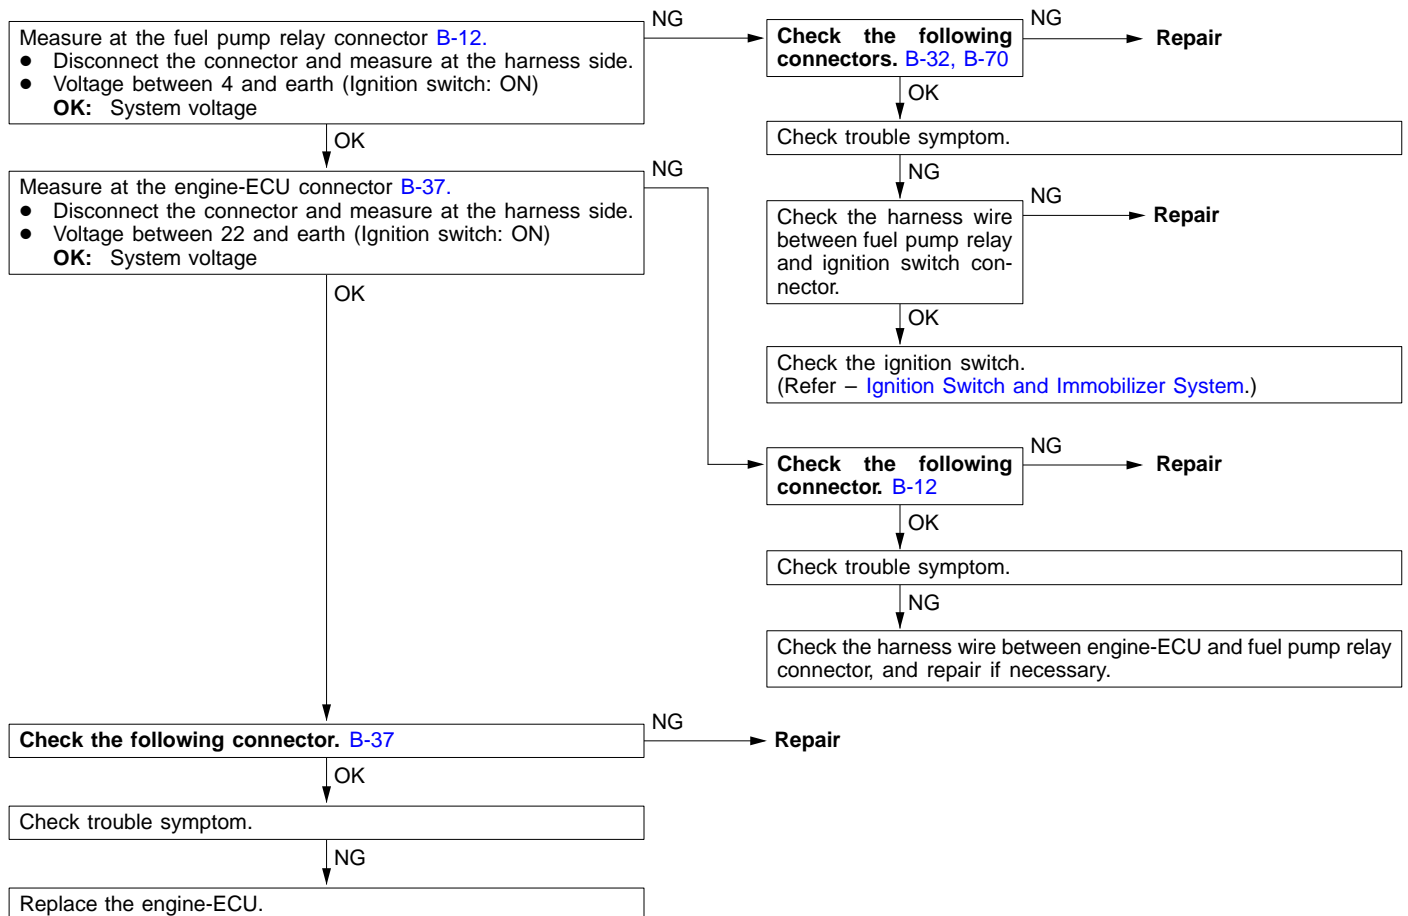 Measure at the fuel pump relay connector B-12.
● Disconnect the connector and measure at the harness side.
● Voltage between 4 and earth (Ignition switch: ON)
OK: System voltage
NG
Check the following
connectors. B-32, B-70
NG
Repair
OK
Check trouble symptom.
NG
Check the harness wire
between fuel pump relay
and ignition switch con-
nector.
NG
Repair
OK
Check the ignition switch.
(Refer – Ignition Switch and Immobilizer System.)
OK
Measure at the engine-ECU connector B-37.
● Disconnect the connector and measure at the harness side.
● Voltage between 22 and earth (Ignition switch: ON)
OK: System voltage
NG
Check the following
connector. B-12
NG
Repair
OK
Check trouble symptom.
NG
Check the harness wire between engine-ECU and fuel pump relay
connector, and repair if necessary.
OK
Check the following connector. B-37
NG
Repair
OK
Check trouble symptom.
NG
Replace the engine-ECU.